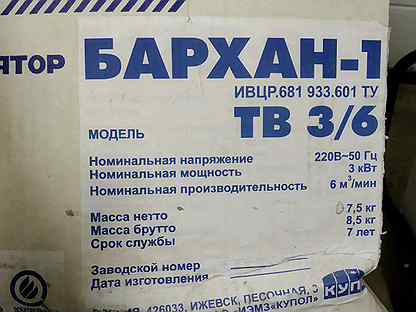 БАРХАН-1
ИВЦР.681 933.601 ТУ
МОДЕЛЬ ТВ 3/6
Номинальная напряжение 220В~50 Гц
Номинальная мощность 3 кВт
Номинальная производительность 6 м³/мин
Масса нетто 7,5 кг
Масса брутто 8,5 кг
Срок службы 7 лет
Заводской номер
Дата изготовления
426033, ИЖЕВСК, ПЕСОЧНАЯ, 3
"ИЭМЗ«КУПОЛ»